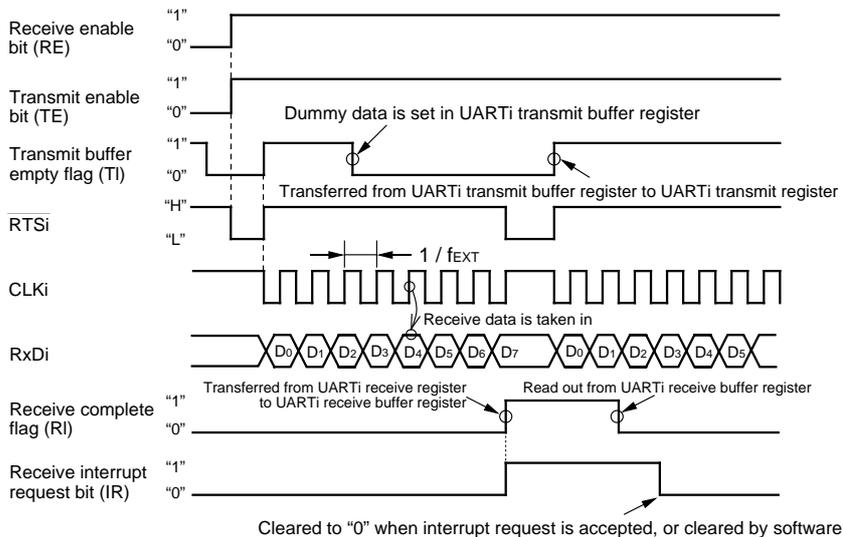 Receive enable
bit (RE)
“1”
“0”
Transmit enable
bit (TE)
“1”
“0”
Dummy data is set in UARTi transmit buffer register
Transmit buffer
empty flag (Tl)
“1”
“0”
Transferred from UARTi transmit buffer register to UARTi transmit register
RTSi
“H”
“L”
1 / fEXT
CLKi
Receive data is taken in
RxDi
D0 D1 D2 D3 D4 D5 D6 D7 D0 D1 D2 D3 D4 D5
Transferred from UARTi receive register
to UARTi receive buffer register
Read out from UARTi receive buffer register
Receive complete
flag (Rl)
“1”
“0”
Receive interrupt
request bit (IR)
“1”
“0”
Cleared to “0” when interrupt request is accepted, or cleared by software